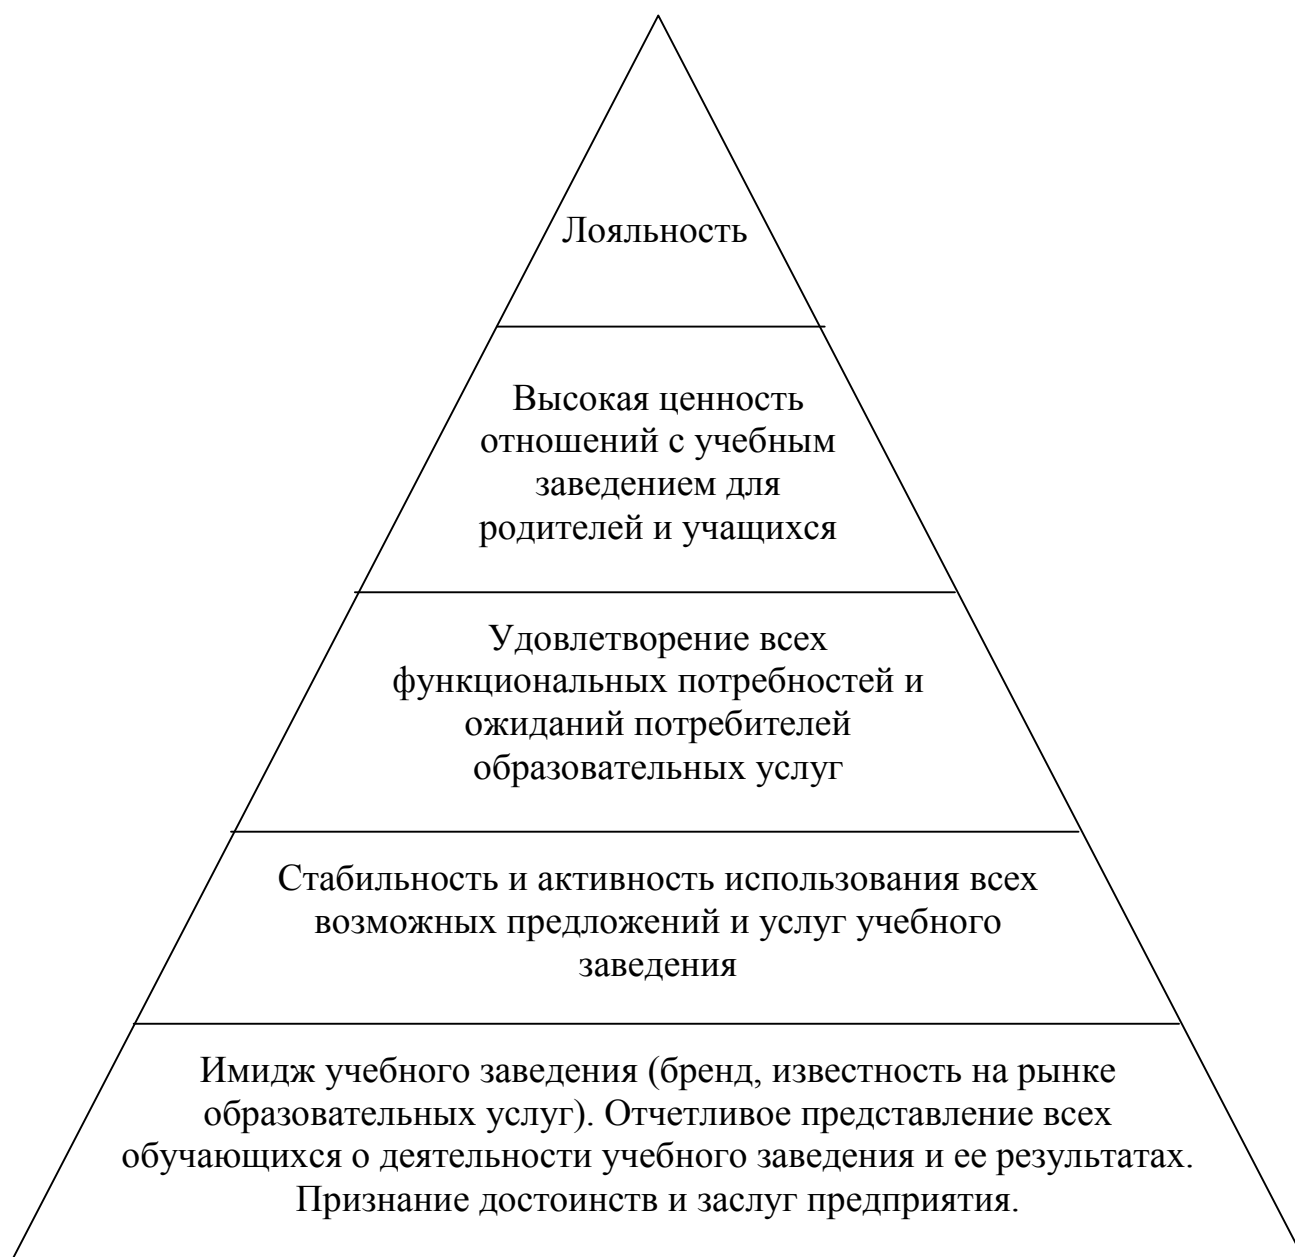 Лояльность
Высокая ценность
отношений с учебным
заведением для
родителей и учащихся
Удовлетворение всех
функциональных потребностей и
ожиданий потребителей
образовательных услуг
Стабильность и активность использования всех
возможных предложений и услуг учебного
заведения
Имидж учебного заведения (бренд, известность на рынке
образовательных услуг). Отчетливое представление всех
обучающихся о деятельности учебного заведения и ее результатах.
Признание достоинств и заслуг предприятия.